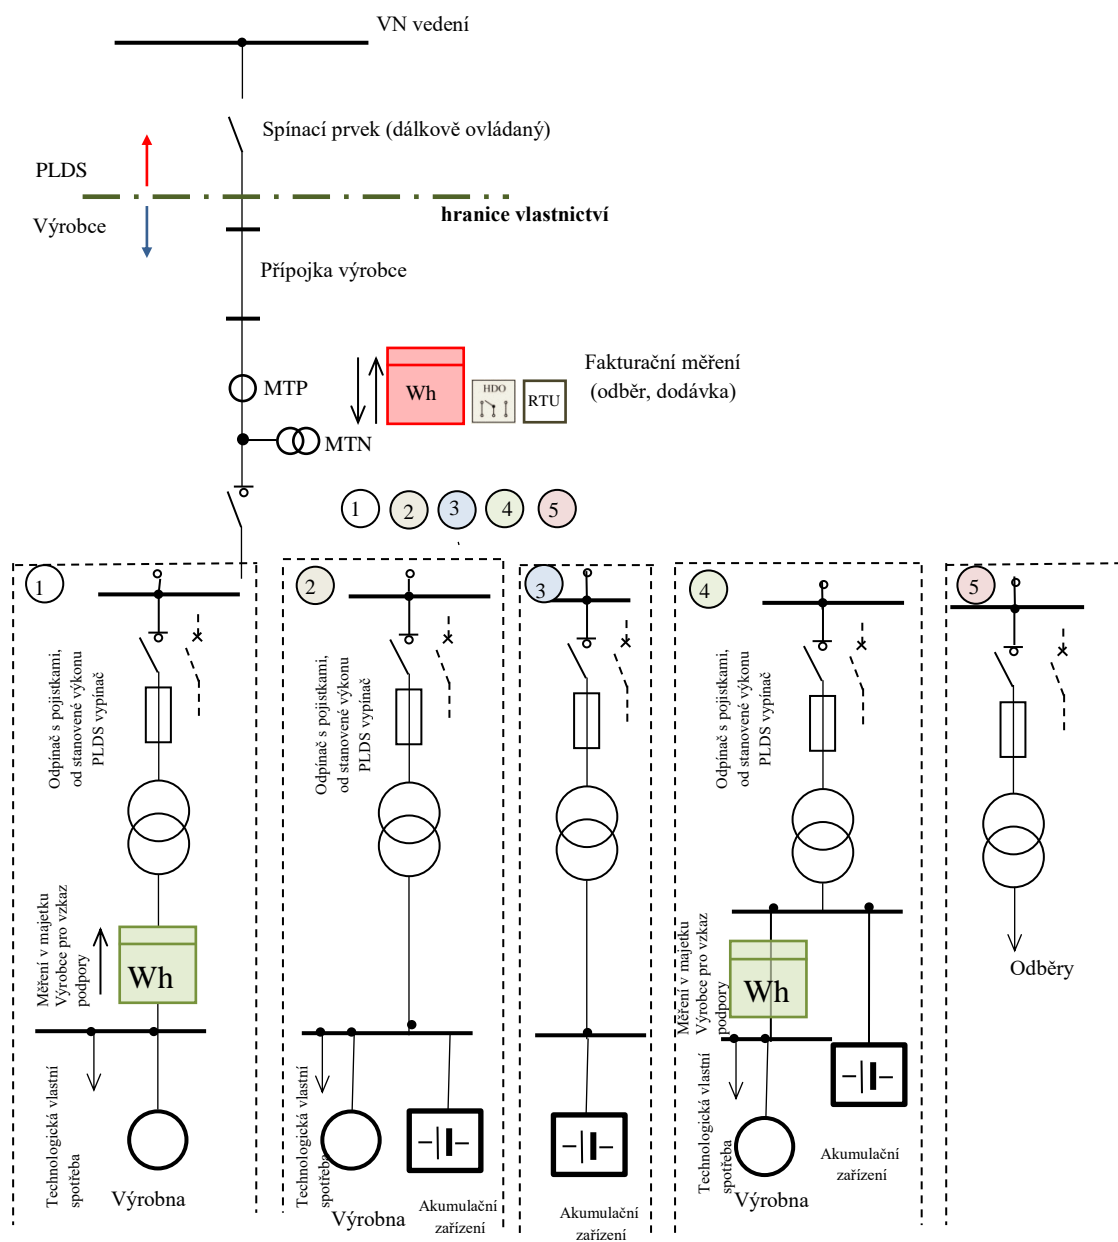 VN vedení
Spínací prvek (dálkově ovládaný)
PLDS
hranice vlastnictví
Výrobce
Přípojka výrobce
Fakturační měření
(odběr, dodávka)
MTP
Wh
HDO
RTU
MTN
1
2
3
4
5
1
Odpínač s pojistkami,
od stanovené výkonu
PLDS vypínač
Měření v majetku
Výrobce pro vzkaz
podpory
Wh
Technologická vlastní
spotřeba
Výrobna
2
Odpínač s pojistkami,
od stanovené výkonu
PLDS vypínač
Technologická vlastní
spotřeba
Výrobna
Akumulační
zařízení
3
Akumulační
zařízení
4
Odpínač s pojistkami,
od stanovené výkonu
PLDS vypínač
Měření v majetku
Výrobce pro vzkaz
podpory
Wh
Technologická vlastní
spotřeba
Výrobna
Akumulační
zařízení
5
Odběry